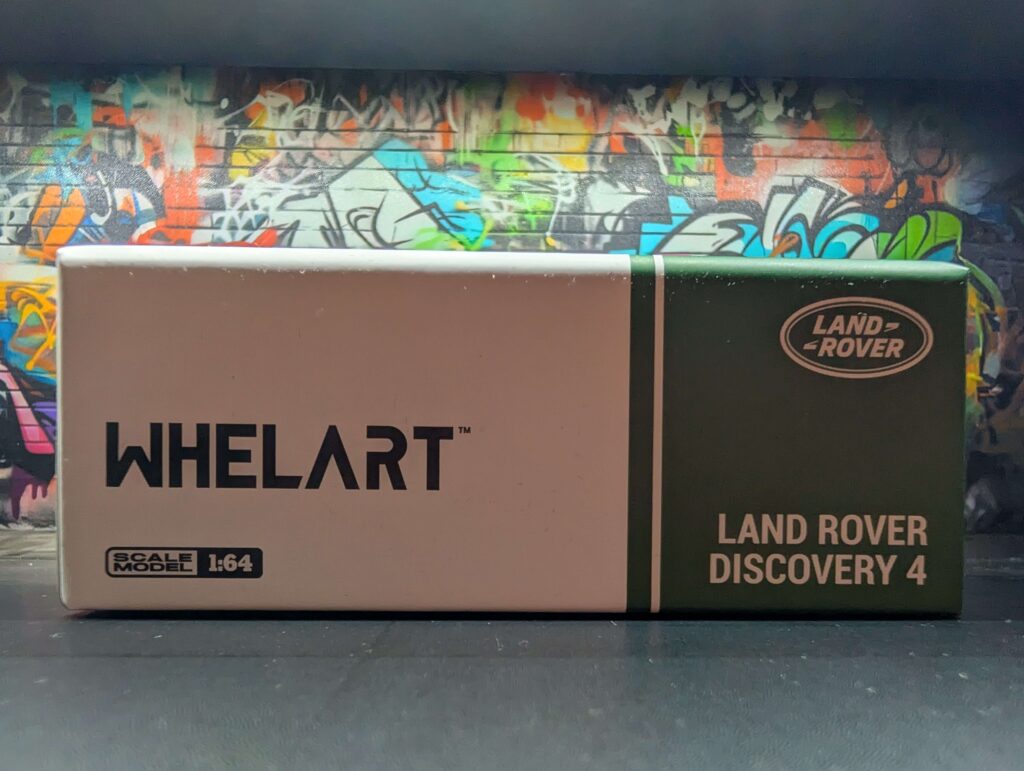 WHELART™
SCALE
MODEL
1:64
LAND
ROVER
LAND ROVER
DISCOVERY 4